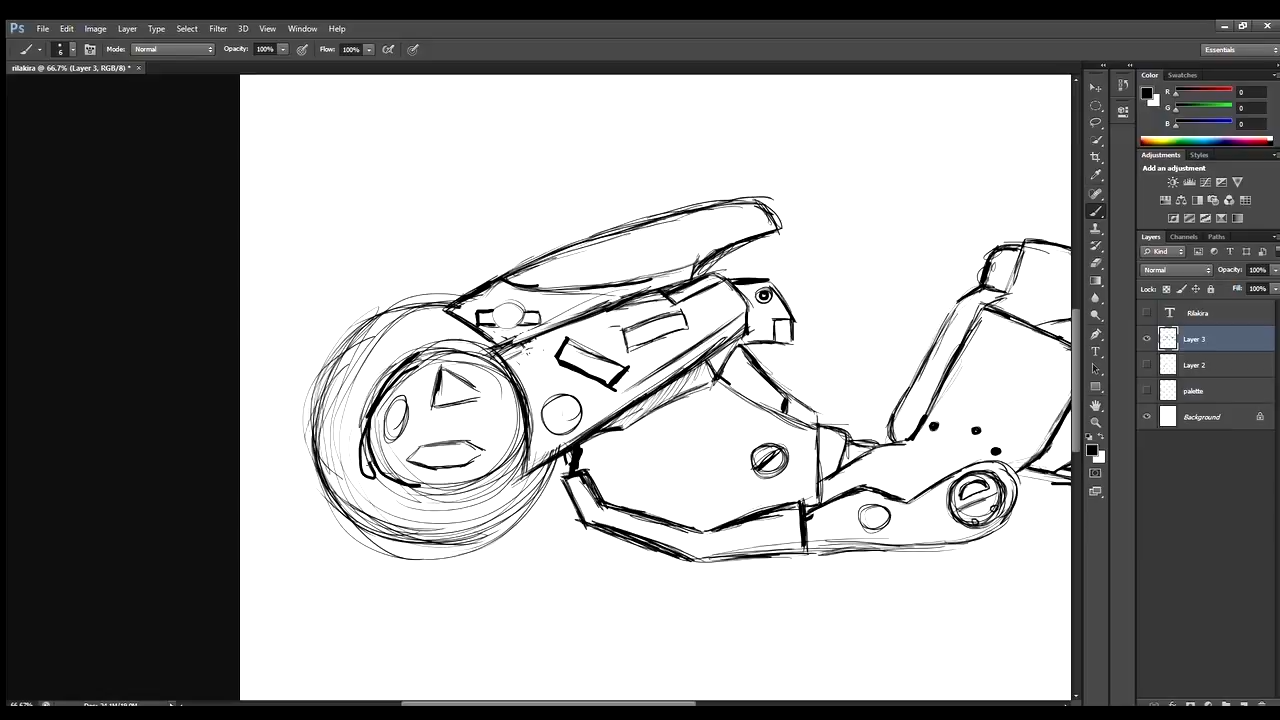 Ps File Edit Image Layer Type Select Filter 3D View Window Help
6 Mode: Normal Opacity: 100% Flow: 100% Essentials
rilakira @ 66.7% (Layer 3, RGB/8) * ×
Color Swatches
R 0
G 0
B 0
Adjustments Styles
Add an adjustment
Layers Channels Paths
Kind
Normal Opacity: 100%
Lock: Fill: 100%
T Rilakira
Layer 3
Layer 2
palette
Background